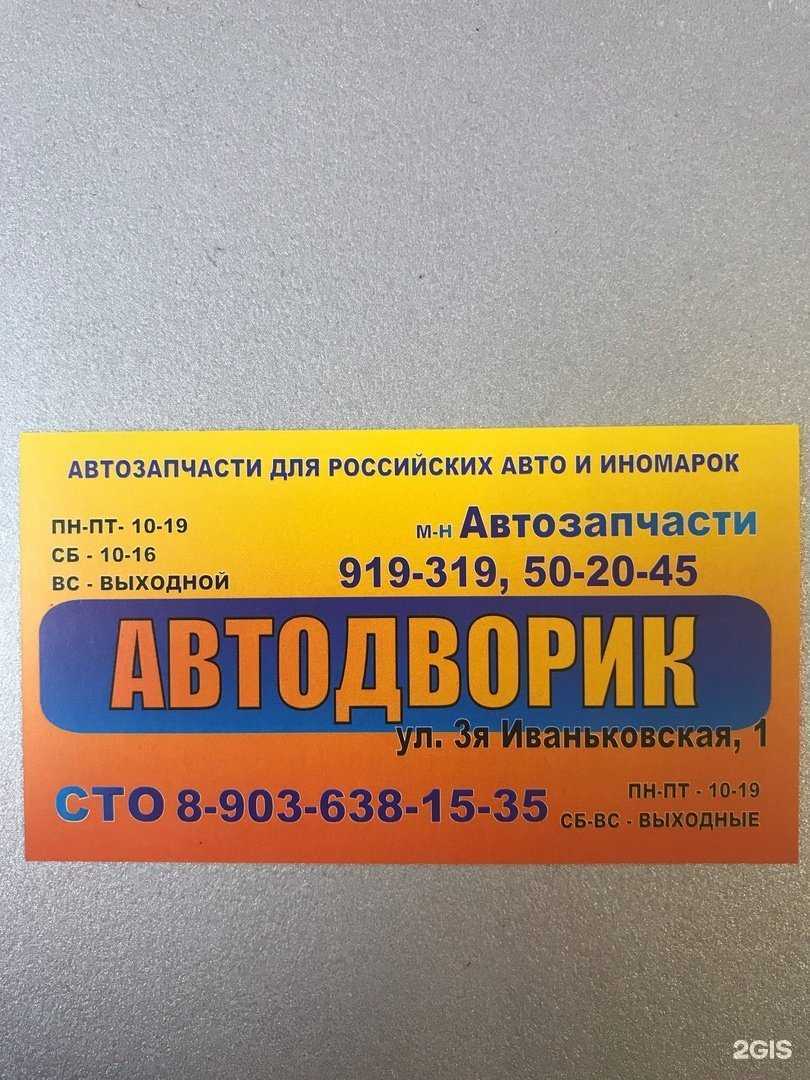 АВТОЗАПЧАСТИ ДЛЯ РОССИЙСКИХ АВТО И ИНОМАРОК
ПН-ПТ- 10-19
СБ - 10-16
ВС - ВЫХОДНОЙ
м-н Автозапчасти
919-319, 50-20-45
АВТОДВОРИК
ул. 3я Иваньковская, 1
СТО 8-903-638-15-35
ПН-ПТ - 10-19
СБ-ВС - ВЫХОДНЫЕ
2GIS